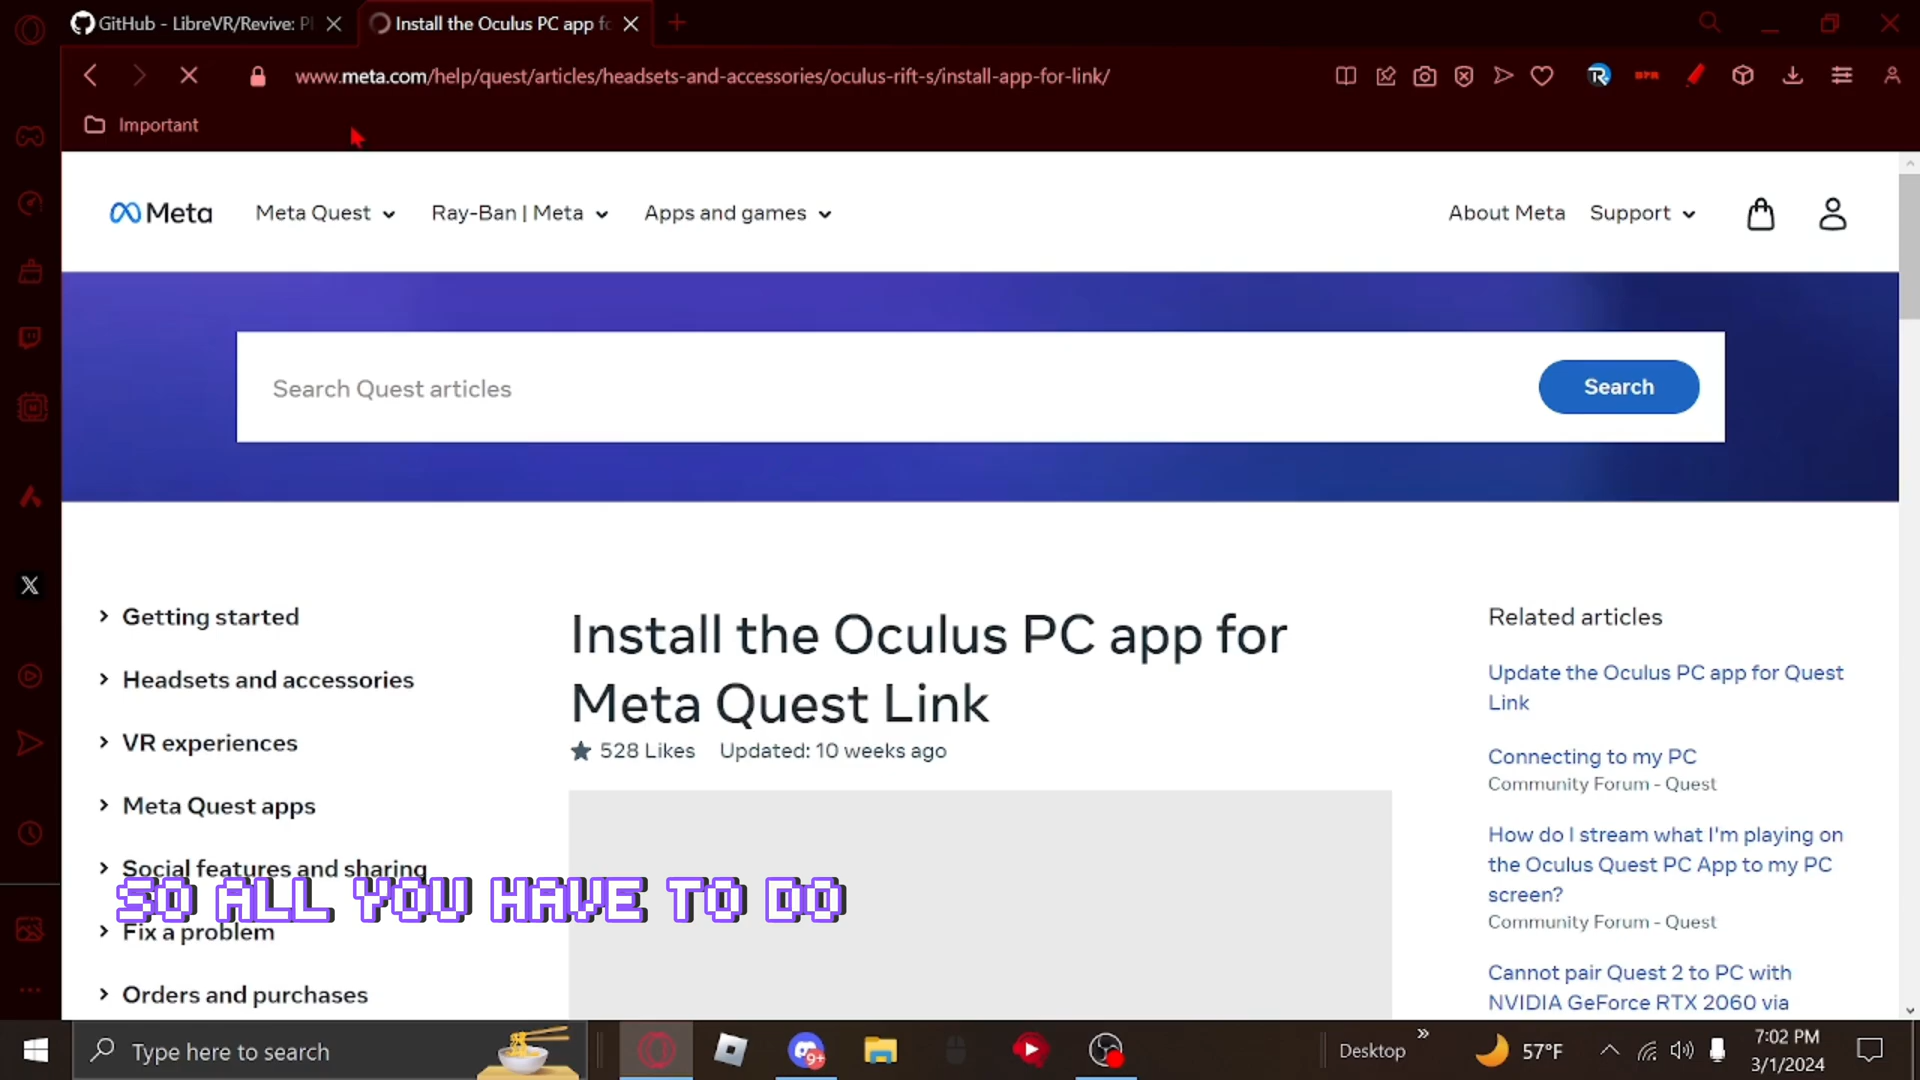 GitHub - LibreVR/Revive: Pl
Install the Oculus PC app fo
www.meta.com/help/quest/articles/headsets-and-accessories/oculus-rift-s/install-app-for-link/
Important
Meta
Meta Quest
Ray-Ban | Meta
Apps and games
About Meta
Support
Search Quest articles
Search
Getting started
Headsets and accessories
VR experiences
Meta Quest apps
Social features and sharing
Fix a problem
Orders and purchases
SO ALL YOU HAVE TO DO
Install the Oculus PC app for
Meta Quest Link
528 Likes
Updated: 10 weeks ago
Related articles
Update the Oculus PC app for Quest
Link
Connecting to my PC
Community Forum - Quest
How do I stream what I'm playing on
the Oculus Quest PC App to my PC
screen?
Community Forum - Quest
Cannot pair Quest 2 to PC with
NVIDIA GeForce RTX 2060 via
Type here to search
9+
Desktop
57°F
7:02 PM
3/1/2024